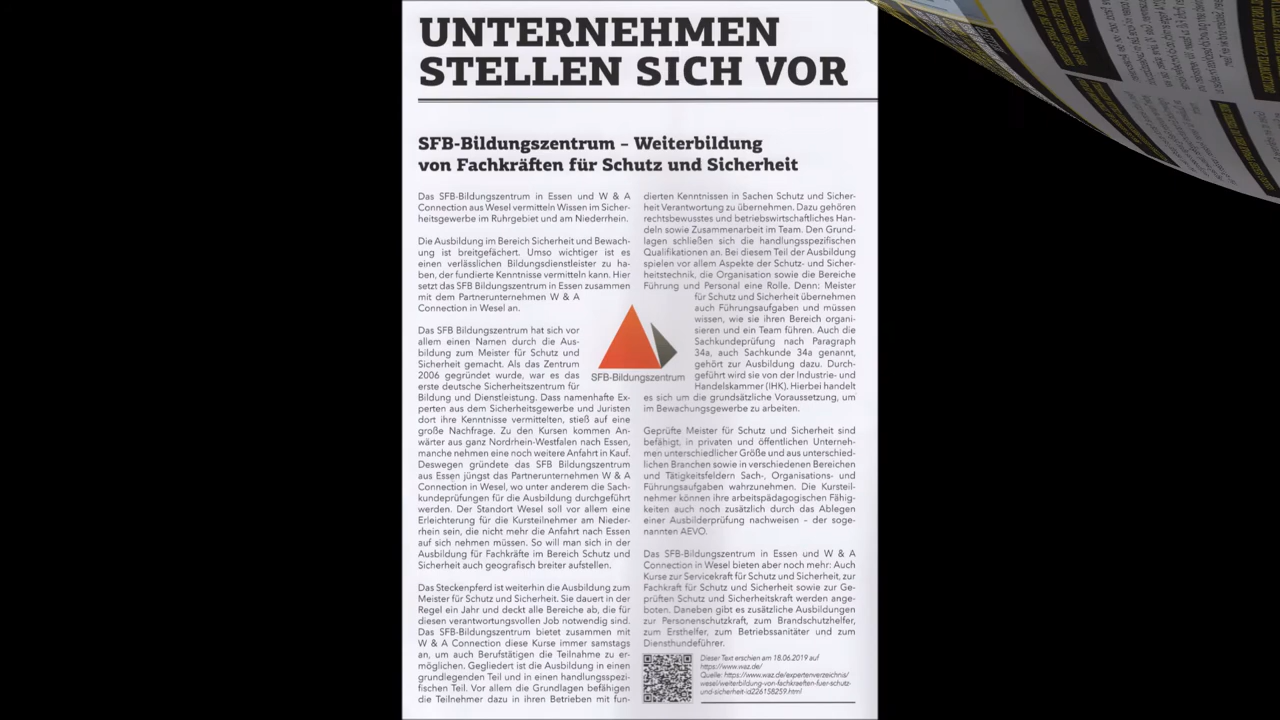 UNTERNEHMEN
STELLEN SICH VOR
SFB-Bildungszentrum – Weiterbildung
von Fachkräften für Schutz und Sicherheit
Das SFB-Bildungszentrum in Essen und W & A
Connection aus Wesel vermitteln Wissen im Sicher-
heitsgewerbe im Ruhrgebiet und am Niederrhein.
Die Ausbildung im Bereich Sicherheit und Bewach-
ung ist breitgefächert. Umso wichtiger ist es
einen verlässlichen Bildungsdienstleister zu ha-
ben, der fundierte Kenntnisse vermitteln kann. Hier
setzt das SFB-Bildungszentrum in Essen zusammen
mit dem Partnerunternehmen W & A
Connection in Wesel an.
Das SFB Bildungszentrum hat sich vor
allem einen Namen durch die Aus-
bildung zum Meister für Schutz und
Sicherheit gemacht. Als das Zentrum
2006 gegründet wurde, war es das
erste deutsche Sicherheitszentrum für
Bildung und Dienstleistung. Dass namenhafte Ex-
perten aus dem Sicherheitsgewerbe und Juristen
dort ihre Kenntnisse vermittelten, stieß auf eine
große Nachfrage. Zu den Kursen kommen An-
wärter aus ganz Nordrhein-Westfalen nach Essen,
manche nehmen eine noch weitere Anfahrt in Kauf.
Deswegen gründete das SFB Bildungszentrum
aus Essen jüngst das Partnerunternehmen W & A
Connection in Wesel, wo unter anderem die Sach-
kundeprüfungen für die Ausbildung durchgeführt
werden. Der Standort Wesel soll vor allem eine
Erleichterung für die Kursteilnehmer am Nieder-
rhein sein, die nicht mehr die Anfahrt nach Essen
auf sich nehmen müssen. So will man sich in der
Ausbildung für Fachkräfte im Bereich Schutz und
Sicherheit auch geografisch breiter aufstellen.
Das Steckenpferd ist weiterhin die Ausbildung zum
Meister für Schutz und Sicherheit. Sie dauert in der
Regel ein Jahr und deckt alle Bereiche ab, die für
diesen verantwortungsvollen Job notwendig sind.
Das SFB-Bildungszentrum bietet zusammen mit
W & A Connection diese Kurse immer samstags
an, um auch Berufstätigen die Teilnahme zu er-
möglichen. Gegliedert ist die Ausbildung in einen
grundlegenden Teil und in einen handlungsspezi-
fischen Teil. Vor allem die Grundlagen befähigen
die Teilnehmer dazu in ihren Betrieben mit fun-
dierten Kenntnissen in Sachen Schutz und Sicher-
heit Verantwortung zu übernehmen. Dazu gehören
rechtsbewusstes und betriebswirtschaftliches Han-
deln sowie Zusammenarbeit im Team. Den Grund-
lagen schließen sich die handlungsspezifischen
Qualifikationen an. Bei diesem Teil der Ausbildung
spielen vor allem Aspekte der Schutz- und Sicher-
heitstechnik, die Organisation sowie die Bereiche
Führung und Personal eine Rolle. Denn: Meister
für Schutz und Sicherheit übernehmen
auch Führungsaufgaben und müssen
wissen, wie sie ihren Bereich organi-
sieren und ein Team führen. Auch die
Sachkundeprüfung nach Paragraph
34a, auch Sachkunde 34a genannt,
gehört zur Ausbildung dazu. Durch-
geführt wird sie von der Industrie- und
Handelskammer (IHK). Hierbei handelt
es sich um die grundsätzliche Voraussetzung, um
im Bewachungsgewerbe zu arbeiten.
SFB-Bildungszentrum
Geprüfte Meister für Schutz und Sicherheit sind
befähigt, in privaten und öffentlichen Unterneh-
men unterschiedlicher Größe und aus unterschied-
lichen Branchen sowie in verschiedenen Bereichen
und Tätigkeitsfeldern Sach-, Organisations- und
Führungsaufgaben wahrzunehmen. Die Kursteil-
nehmer können ihre arbeitspädagogischen Fähig-
keiten auch noch zusätzlich durch das Ablegen
einer Ausbilderprüfung nachweisen – der soge-
nannten AEVO.
Das SFB-Bildungszentrum in Essen und W & A
Connection in Wesel bieten aber noch mehr: Auch
Kurse zur Servicekraft für Schutz und Sicherheit, zur
Fachkraft für Schutz und Sicherheit sowie zur Ge-
prüften Schutz und Sicherheitskraft werden ange-
boten. Daneben gibt es zusätzliche Ausbildungen
zur Personenschutzkraft, zum Brandschutzhelfer,
zum Ersthelfer, zum Betriebssanitäter und zum
Diensthundeführer.
Dieser Text erschien am 18.06.2019 auf
https://www.waz.de/
Quelle: https://www.waz.de/expertenverzeichnis/
wesel/weiterbildung-von-fachkraeften-fuer-schutz-
und-sicherheit-id226158259.html